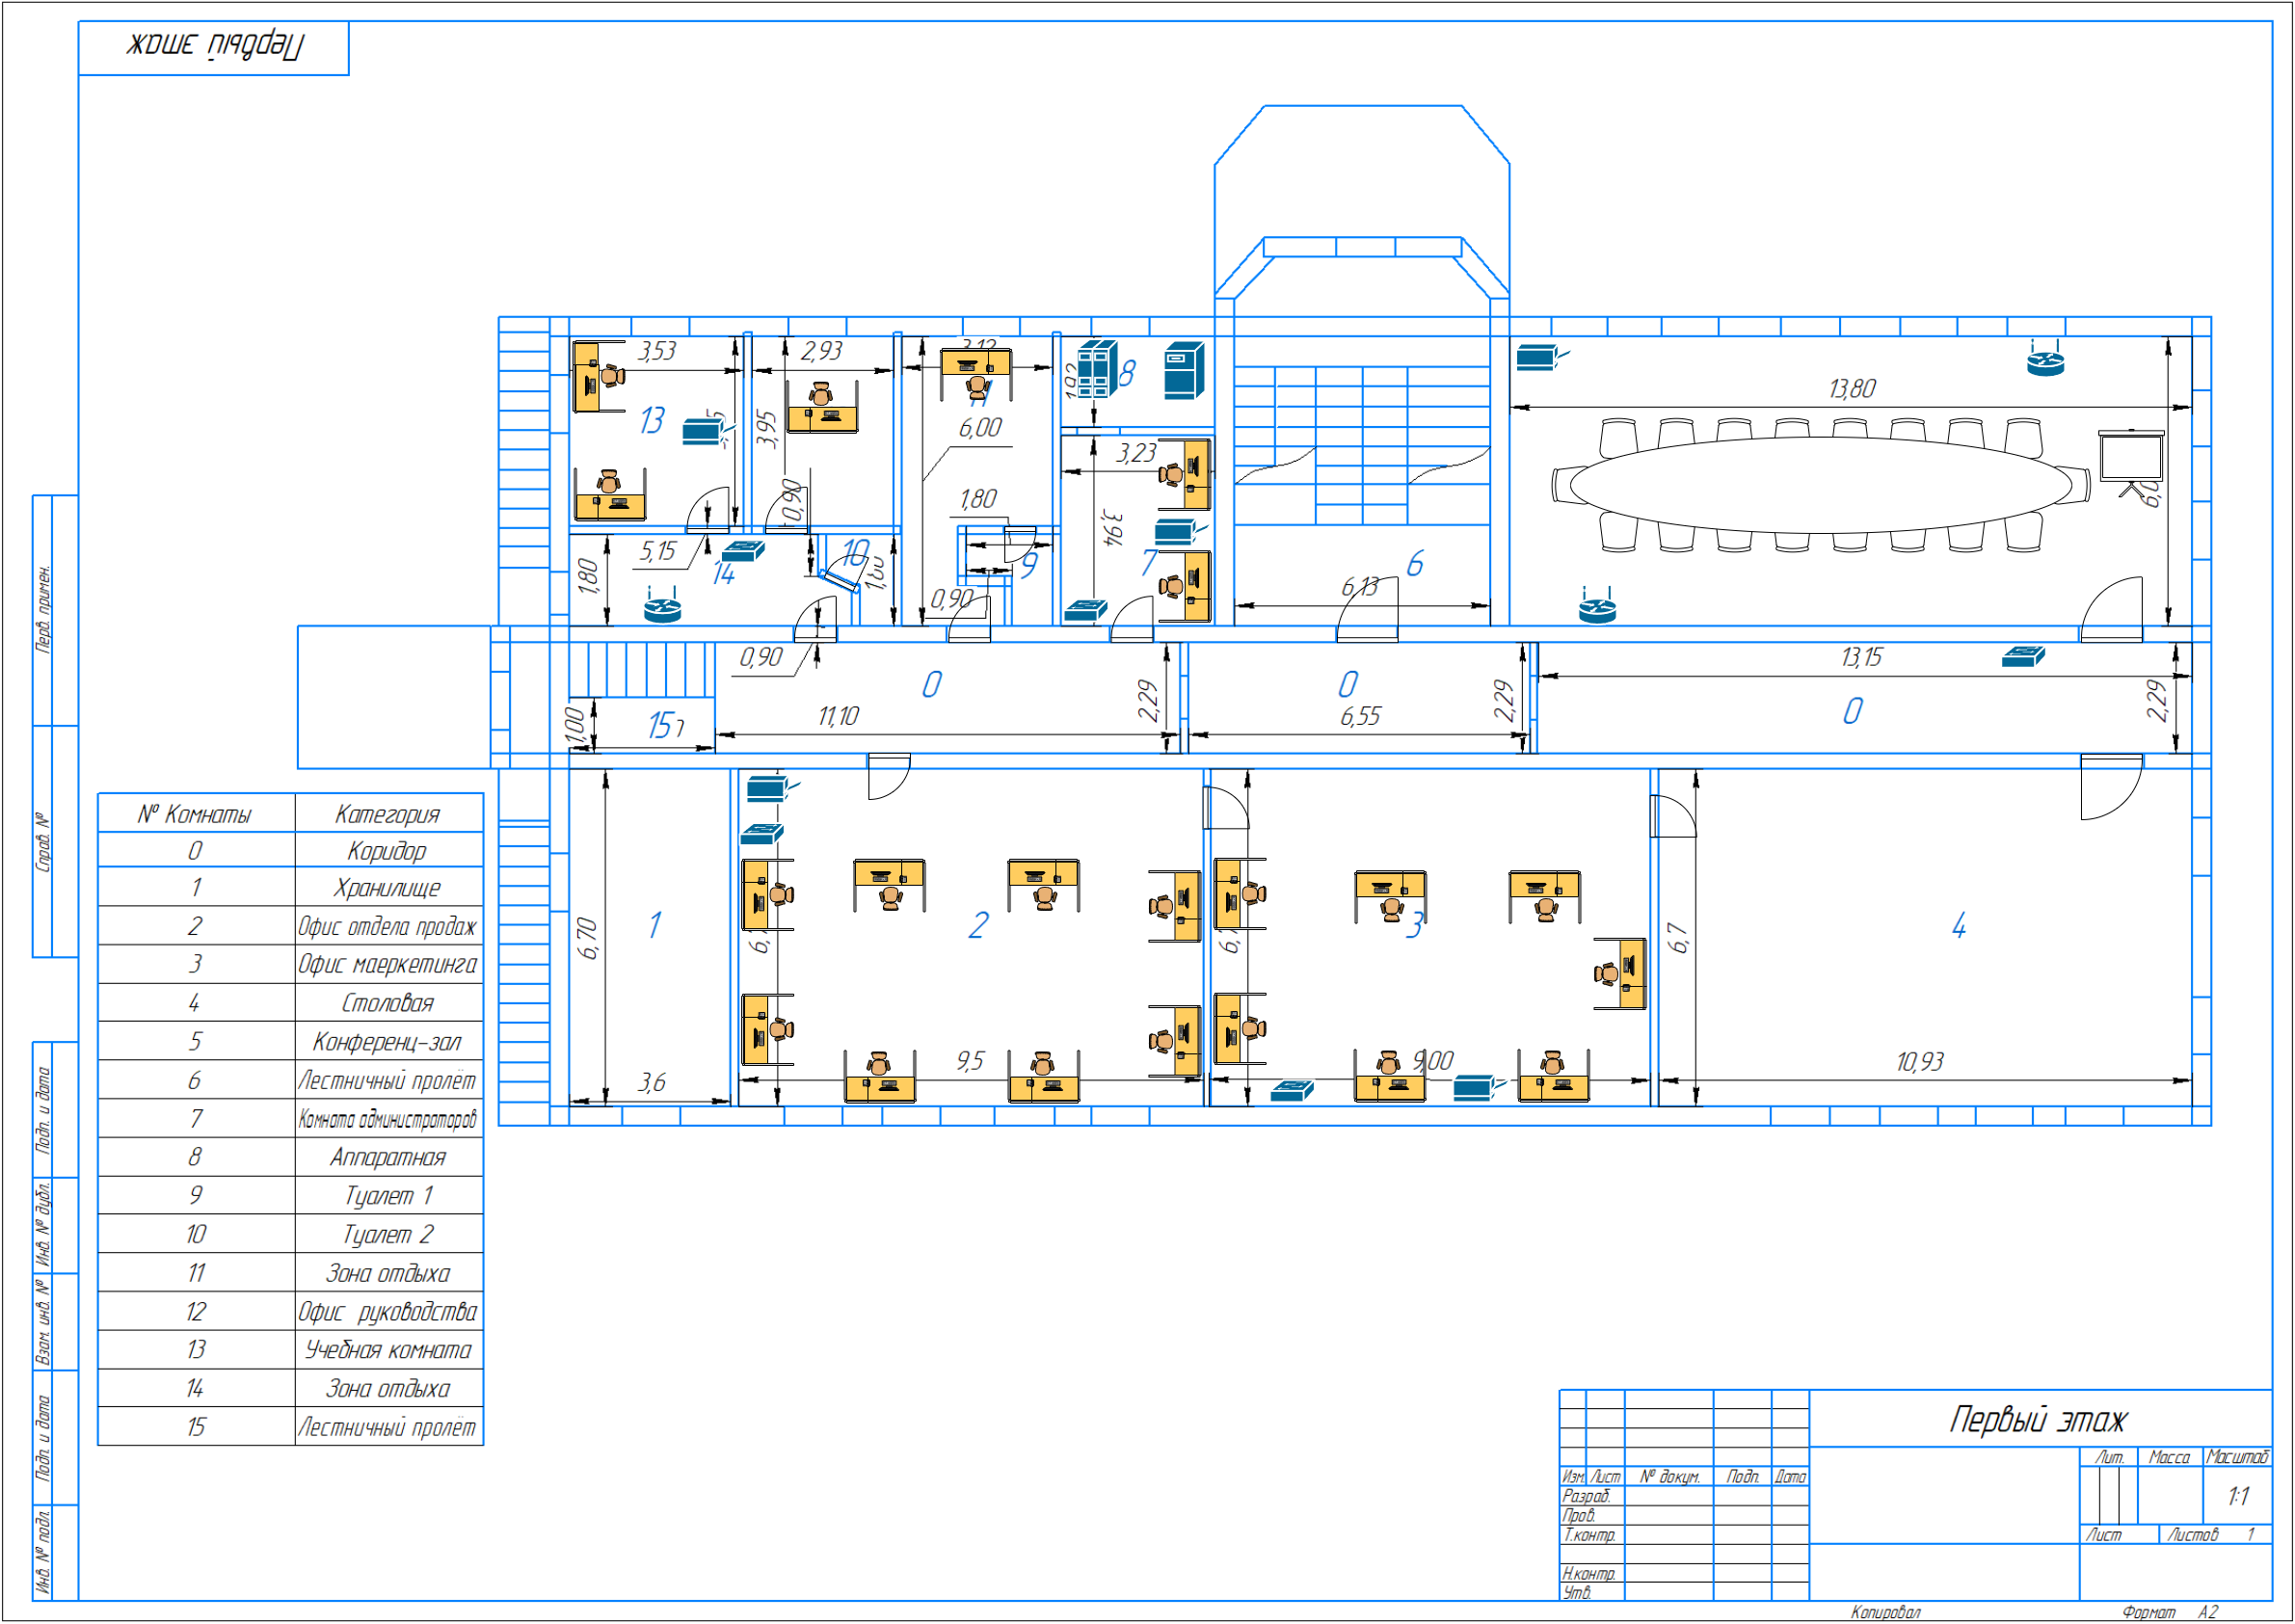 Первый этаж
3,53
2,93
3,12
8
13,80
13
3,95
6,00
1,92
3,23
0,90
1,80
3,94
5,15
14
10
9
7
6
1,80
0,90
6,13
0,90
0
0
13,15
11,10
2,29
6,55
2,29
0
2,29
1,00
15
6,70
1
2
3
6,7
4
3,6
9,5
9,00
10,93
№ Комнаты Категория
0 Коридор
1 Хранилище
2 Офис отдела продаж
3 Офис маеркетинга
4 Столовая
5 Конференц-зал
6 Лестничный пролёт
7 Комната администраторов
8 Аппаратная
9 Туалет 1
10 Туалет 2
11 Зона отдыха
12 Офис руководства
13 Учебная комната
14 Зона отдыха
15 Лестничный пролёт
Перв. примен.
Справ. №
Подп. и дата
Инв. № дубл.
Взам. инв. №
Подп. и дата
Инв. № подл.
Первый этаж
Лит. Масса Масштаб
1:1
Изм. Лист № докум. Подп. Дата
Разраб.
Пров.
Т.контр.
Лист Листов 1
Н.контр.
Утв.
Копировал Формат A2